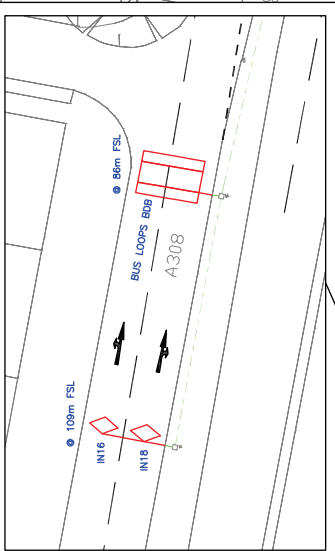 @ 86m FSL
BUS LOOPS BDB
A308
@ 109m FSL
IN16
IN18